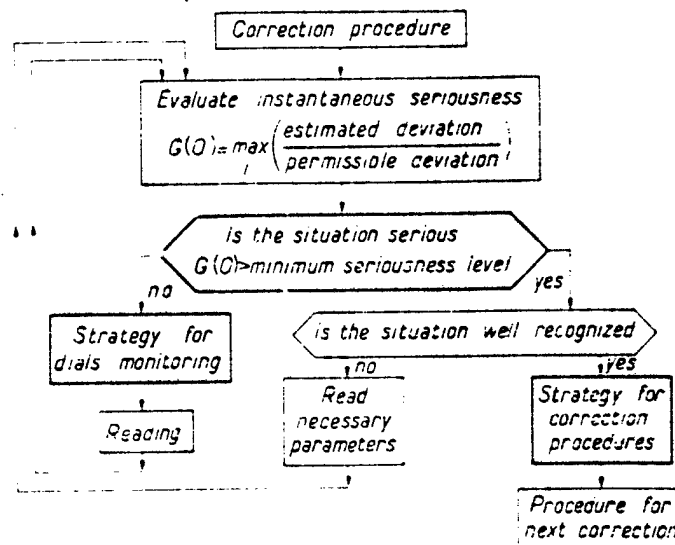 Correction procedure
Evaluate instantaneous seriousness
G(0)=max(estimated deviation
permissible deviation)
is the situation serious
G(0)>minimum seriousness level
no
yes
Strategy for
dials monitoring
is the situation well recognized
no
yes
Reading
Read
necessary
parameters
Strategy for
correction
procedures
Procedure for
next correction